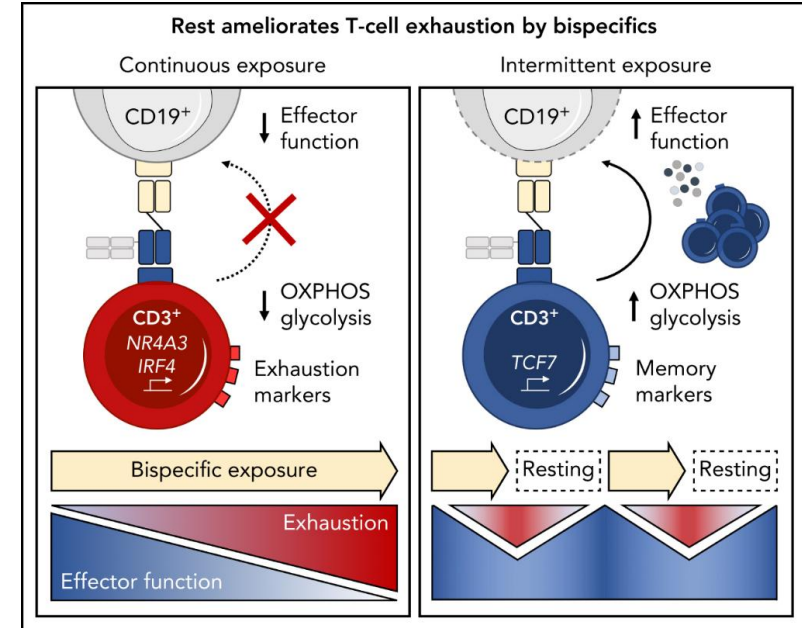 Rest ameliorates T-cell exhaustion by bispecifics
Continuous exposure
CD19⁺
Effector
function
OXPHOS
glycolysis
CD3⁺
NR4A3
IRF4
Exhaustion
markers
Bispecific exposure
Exhaustion
Effector function
Intermittent exposure
CD19⁺
Effector
function
OXPHOS
glycolysis
CD3⁺
TCF7
Memory
markers
Resting
Resting